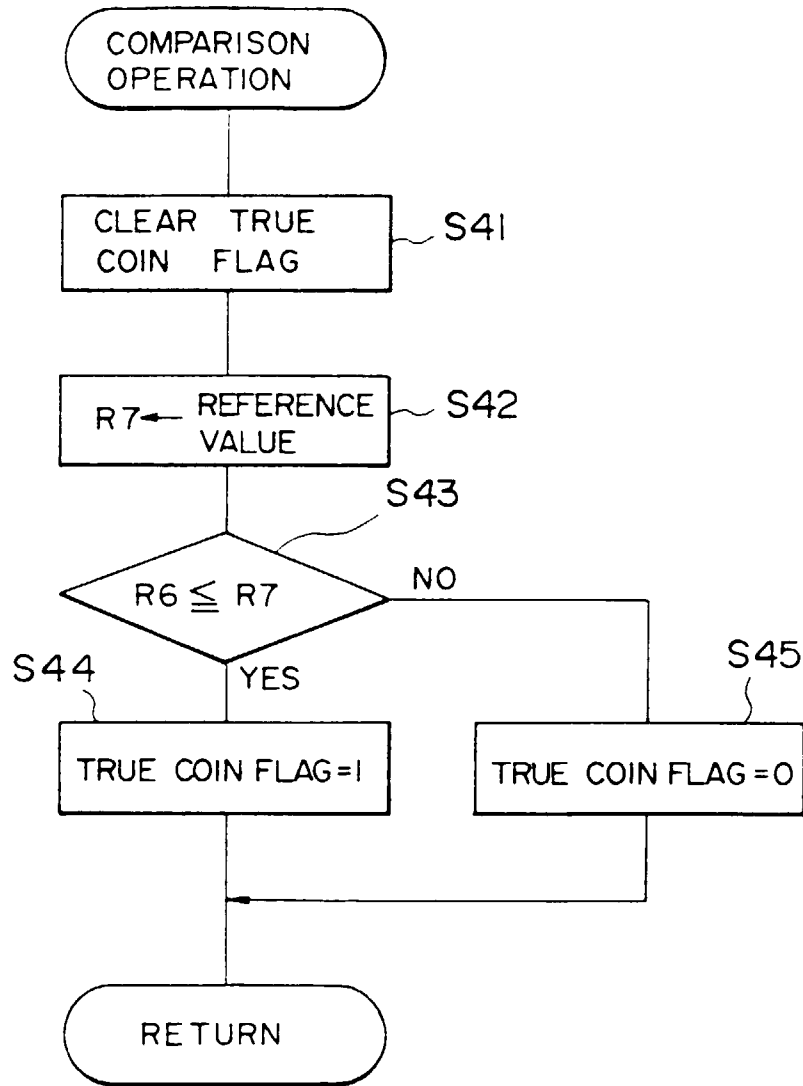 COMPARISON
OPERATION
CLEAR TRUE
COIN FLAG
S41
R7← REFERENCE
VALUE
S42
S43
R6 ≦ R7
NO
YES
S44
TRUE COIN FLAG=1
S45
TRUE COIN FLAG=0
RETURN